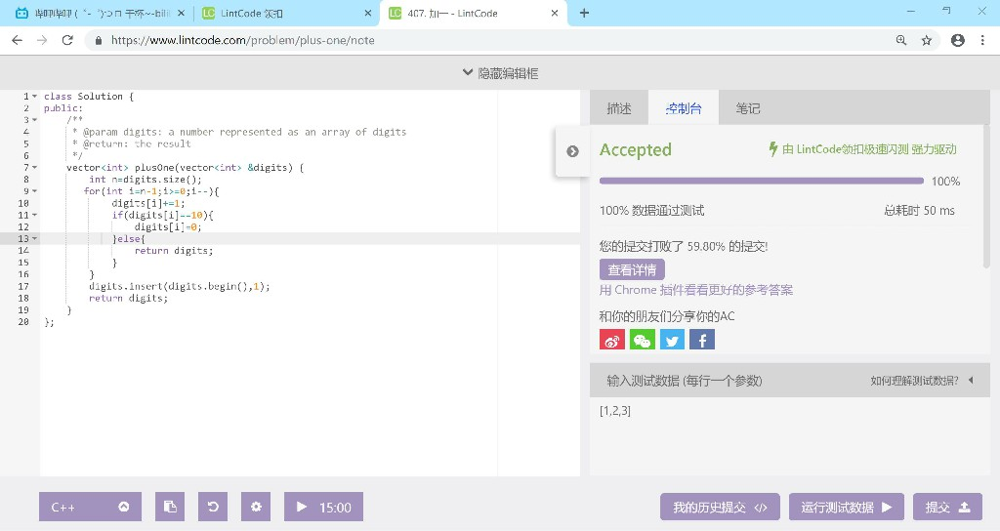 哔哩哔哩 ( ゜- ゜)つロ 干杯~-bili
LintCode 领扣
407. 加一 - LintCode
https://www.lintcode.com/problem/plus-one/note
隐藏编辑框
1 class Solution {
2 public:
3 /**
4 * @param digits: a number represented as an array of digits
5 * @return: the result
6 */
7 vector<int> plusOne(vector<int> &digits) {
8 int n=digits.size();
9 for(int i=n-1;i>=0;i--){
10 digits[i]+=1;
11 if(digits[i]==10){
12 digits[i]=0;
13 }else{
14 return digits;
15 }
16 }
17 digits.insert(digits.begin(),1);
18 return digits;
19 }
20 };
描述 控制台 笔记
Accepted 由 LintCode领扣极速闪测 强力驱动
100%
100% 数据通过测试 总耗时 50 ms
您的提交打败了 59.80% 的提交!
查看详情
用 Chrome 插件看看更好的参考答案
和你的朋友们分享你的AC
输入测试数据 (每行一个参数) 如何理解测试数据?
[1,2,3]
C++ 15:00 我的历史提交 运行测试数据 提交